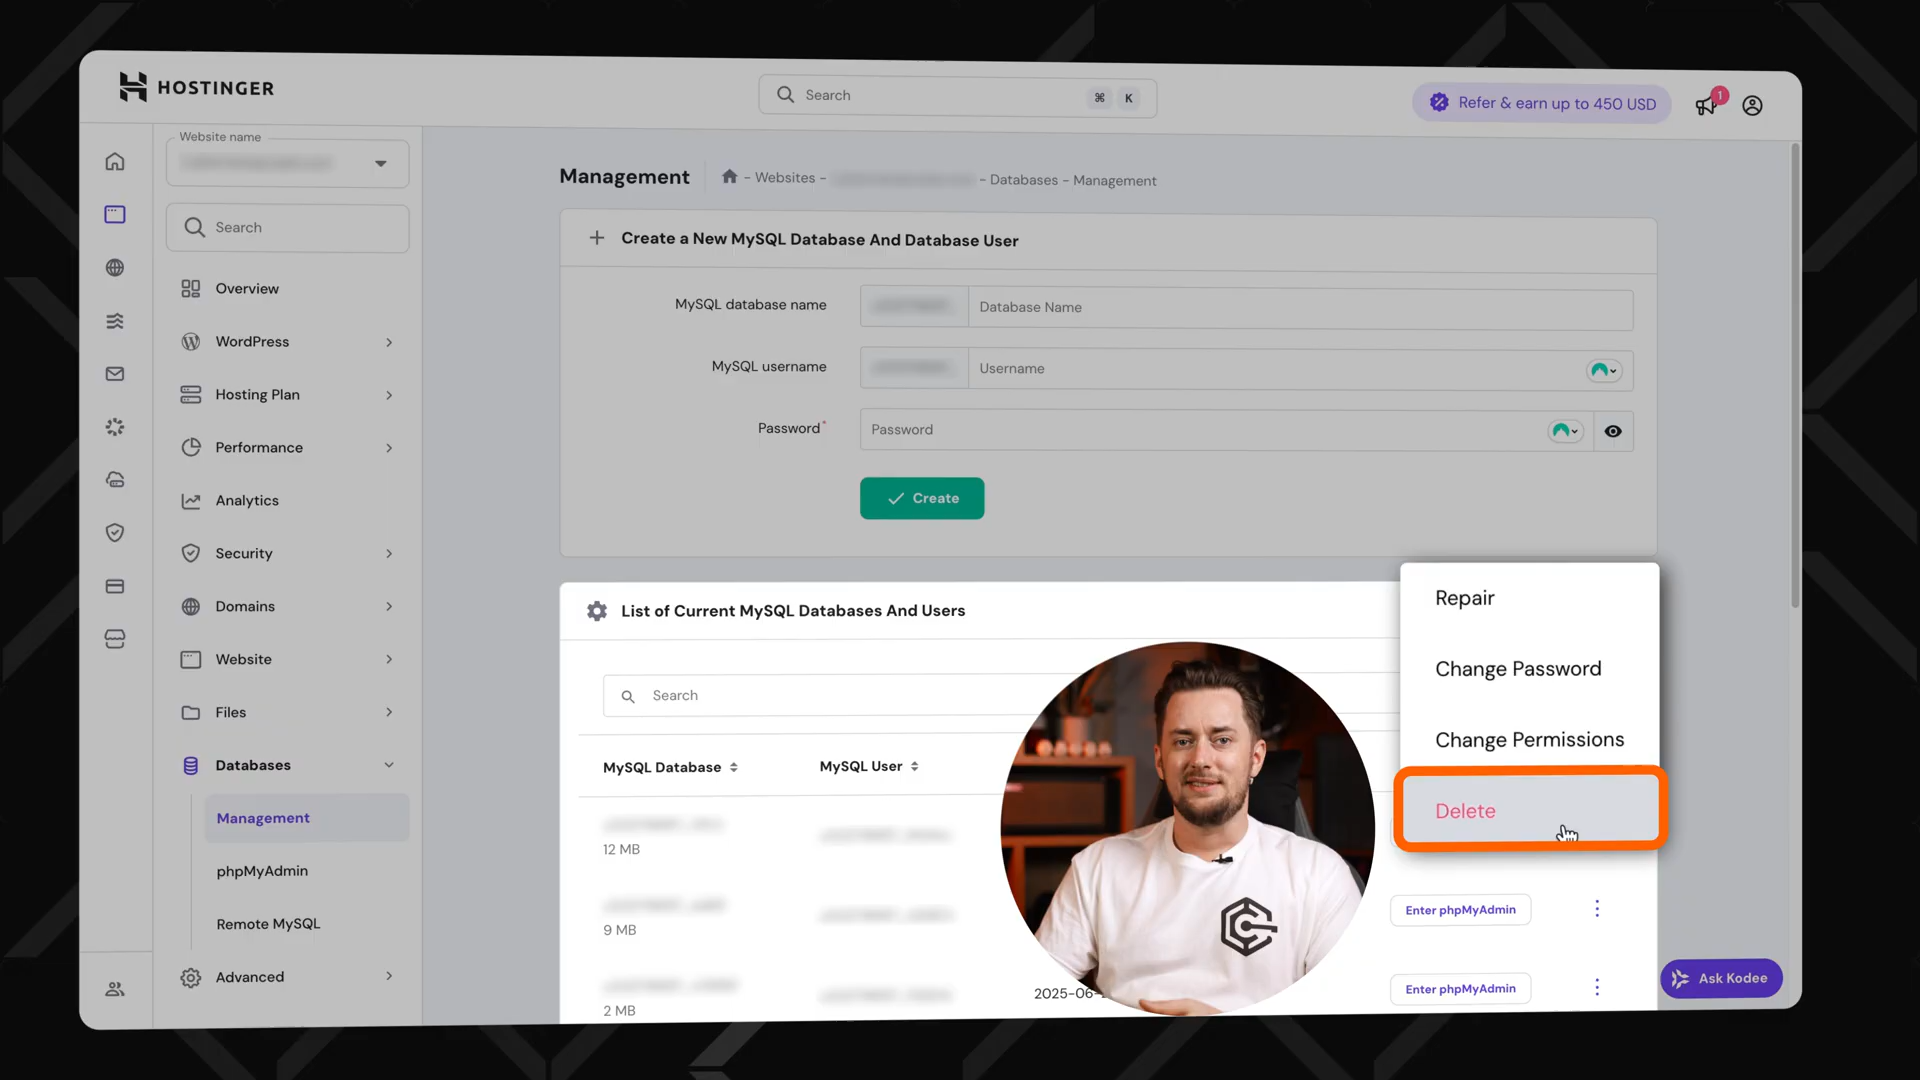 HOSTINGER
Search
⌘ K
Refer & earn up to 450 USD
1
Website name
Search
Overview
WordPress
Hosting Plan
Performance
Analytics
Security
Domains
Website
Files
Databases
Management
phpMyAdmin
Remote MySQL
Advanced
Management
- Websites - - Databases - Management
Create a New MySQL Database And Database User
MySQL database name
Database Name
MySQL username
Username
Password*
Password
Create
List of Current MySQL Databases And Users
Search
MySQL Database
MySQL User
12 MB
9 MB
Enter phpMyAdmin
2 MB
2025-06-
Enter phpMyAdmin
Repair
Change Password
Change Permissions
Delete
Ask Kodee